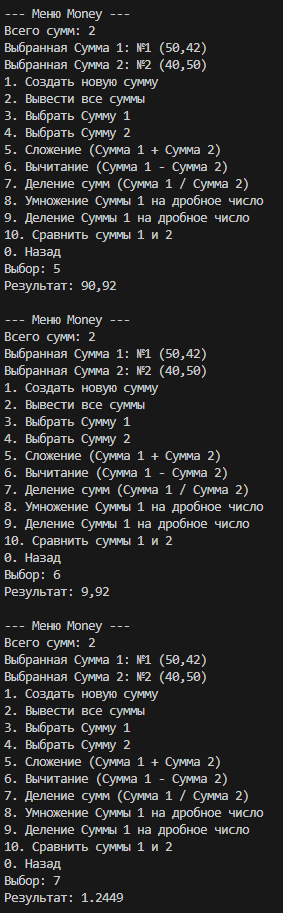 --- Меню Money ---
Всего сумм: 2
Выбранная Сумма 1: №1 (50,42)
Выбранная Сумма 2: №2 (40,50)
1. Создать новую сумму
2. Вывести все суммы
3. Выбрать Сумму 1
4. Выбрать Сумму 2
5. Сложение (Сумма 1 + Сумма 2)
6. Вычитание (Сумма 1 - Сумма 2)
7. Деление сумм (Сумма 1 / Сумма 2)
8. Умножение Суммы 1 на дробное число
9. Деление Суммы 1 на дробное число
10. Сравнить суммы 1 и 2
0. Назад
Выбор: 5
Результат: 90,92
--- Меню Money ---
Всего сумм: 2
Выбранная Сумма 1: №1 (50,42)
Выбранная Сумма 2: №2 (40,50)
1. Создать новую сумму
2. Вывести все суммы
3. Выбрать Сумму 1
4. Выбрать Сумму 2
5. Сложение (Сумма 1 + Сумма 2)
6. Вычитание (Сумма 1 - Сумма 2)
7. Деление сумм (Сумма 1 / Сумма 2)
8. Умножение Суммы 1 на дробное число
9. Деление Суммы 1 на дробное число
10. Сравнить суммы 1 и 2
0. Назад
Выбор: 6
Результат: 9,92
--- Меню Money ---
Всего сумм: 2
Выбранная Сумма 1: №1 (50,42)
Выбранная Сумма 2: №2 (40,50)
1. Создать новую сумму
2. Вывести все суммы
3. Выбрать Сумму 1
4. Выбрать Сумму 2
5. Сложение (Сумма 1 + Сумма 2)
6. Вычитание (Сумма 1 - Сумма 2)
7. Деление сумм (Сумма 1 / Сумма 2)
8. Умножение Суммы 1 на дробное число
9. Деление Суммы 1 на дробное число
10. Сравнить суммы 1 и 2
0. Назад
Выбор: 7
Результат: 1.2449